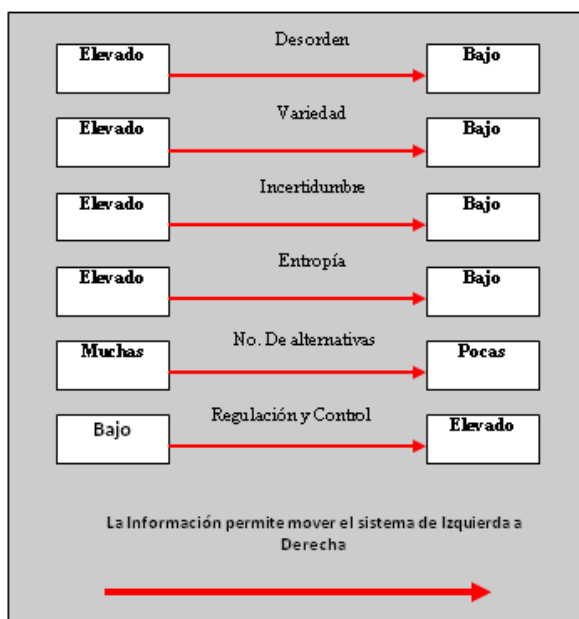 Desorden
Elevado Bajo
Variedad
Elevado Bajo
Incertidumbre
Elevado Bajo
Entropía
Elevado Bajo
No. De alternativas
Muchas Pocas
Regulación y Control
Bajo Elevado
La Información permite mover el sistema de Izquierda a
Derecha